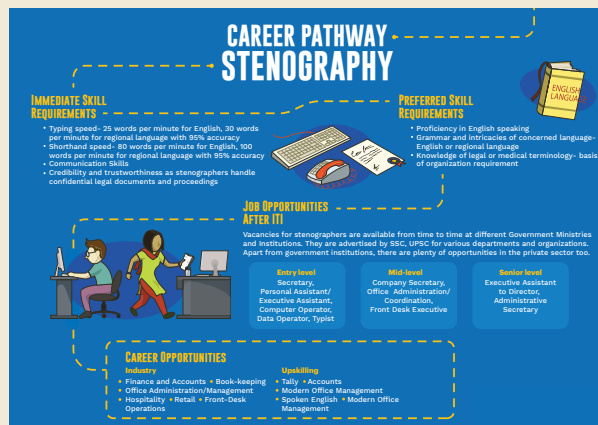 CAREER PATHWAY
STENOGRAPHY
IMMEDIATE SKILL
REQUIREMENTS
• Typing speed- 25 words per minute for English, 30 words
per minute for regional language with 95% accuracy
• Shorthand speed- 80 words per minute for English, 100
words per minute for regional language with 95% accuracy
• Communication Skills
• Credibility and trustworthiness as stenographers handle
confidential legal documents and proceedings
PREFERRED SKILL
REQUIREMENTS
• Proficiency in English speaking
• Grammar and intricacies of concerned language-
English or regional language
• Knowledge of legal or medical terminology- basis
of organization requirement
ENGLISH
LANGUAGE
JOB OPPORTUNITIES
AFTER ITI
Vacancies for stenographers are available from time to time at different Government Ministries
and Institutions. They are advertised by SSC, UPSC for various departments and organizations.
Apart from government institutions, there are plenty of opportunities in the private sector too.
Entry level
Secretary,
Personal Assistant/
Executive Assistant,
Computer Operator,
Data Operator, Typist
Mid-level
Company Secretary,
Office Administration/
Coordination,
Front Desk Executive
Senior level
Executive Assistant
to Director,
Administrative
Secretary
CAREER OPPORTUNITIES
Industry
• Finance and Accounts • Book-keeping
• Office Administration/Management
• Hospitality • Retail • Front-Desk
Operations
Upskilling
• Tally • Accounts
• Modern Office Management
• Spoken English • Modern Office
Management